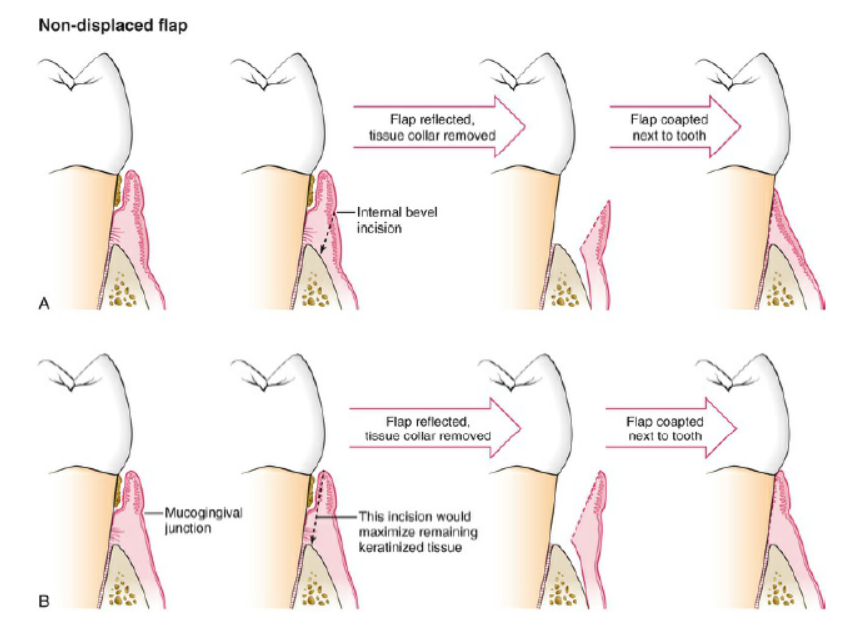 Non-displaced flap
Flap reflected,
tissue collar removed
Flap coapted
next to tooth
Internal bevel
incision
A
Flap reflected,
tissue collar removed
Flap coapted
next to tooth
Mucogingival
junction
This incision would
maximize remaining
keratinized tissue
B